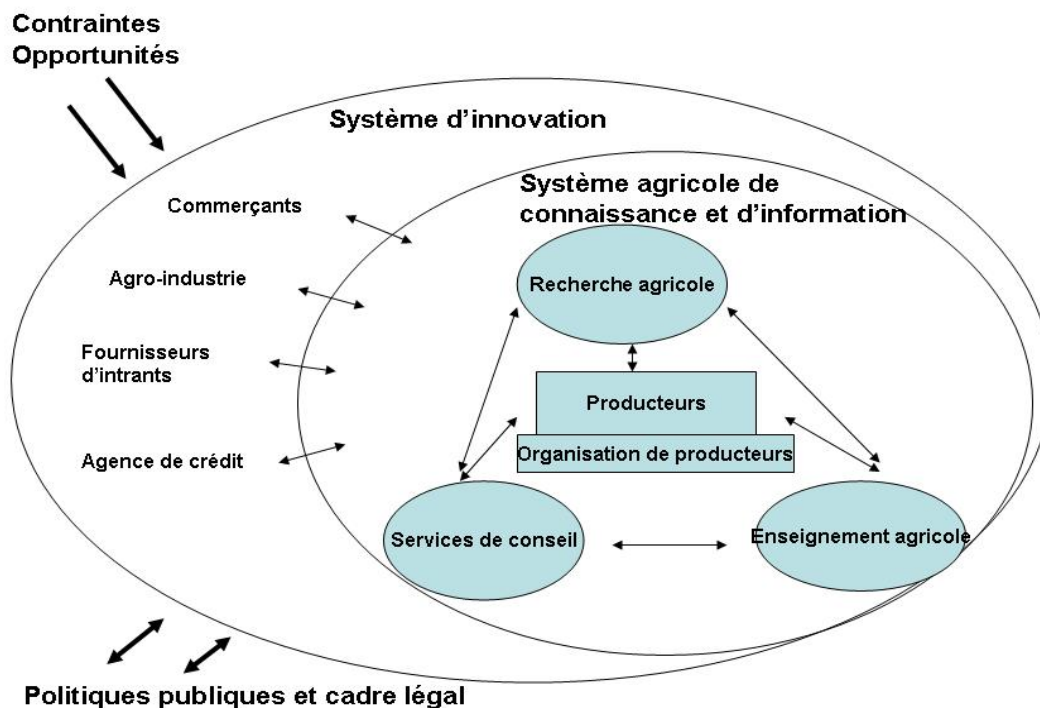 Contraintes
Opportunités
Système d'innovation
Système agricole de
connaissance et d'information
Commerçants
Recherche agricole
Agro-industrie
Fournisseurs
d'intrants
Producteurs
Organisation de producteurs
Agence de crédit
Services de conseil
Enseignement agricole
Politiques publiques et cadre légal